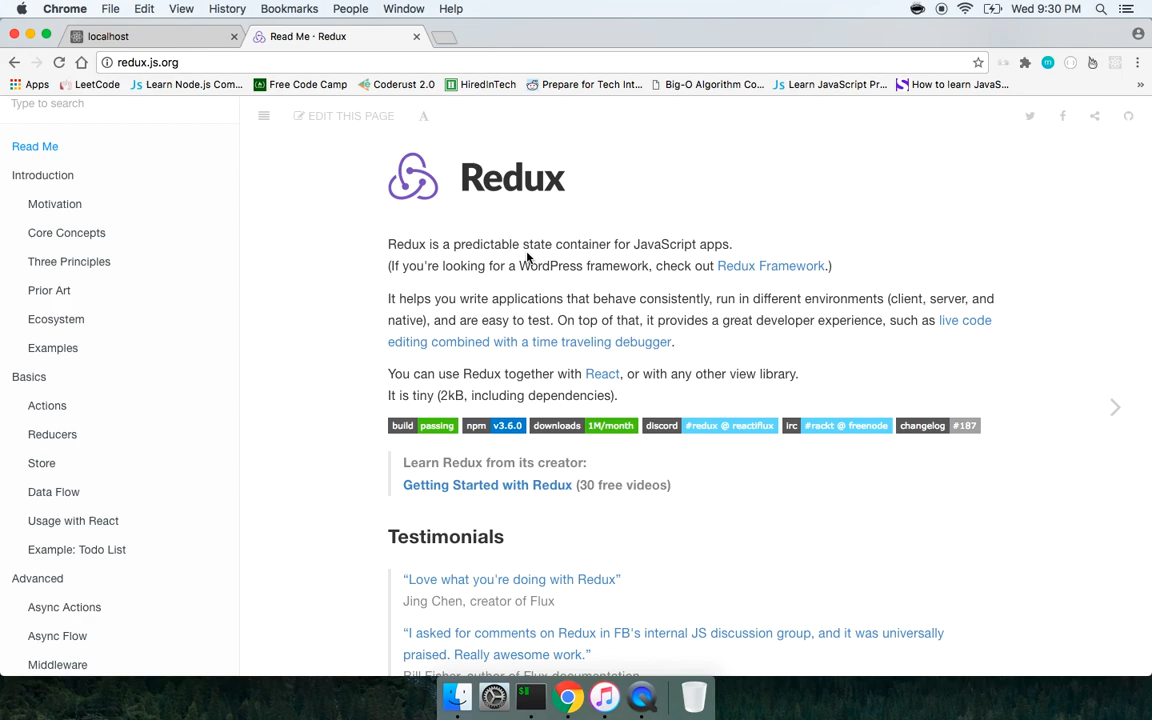 Chrome File Edit View History Bookmarks People Window Help Wed 9:30 PM
localhost Read Me · Redux
redux.js.org
Apps LeetCode Learn Node.js Com... Free Code Camp Coderust 2.0 HiredInTech Prepare for Tech Int... Big-O Algorithm Co... Learn JavaScript Pr... How to learn JavaS... »
Type to search
EDIT THIS PAGE A
Read Me
Introduction
Motivation
Core Concepts
Three Principles
Prior Art
Ecosystem
Examples
Basics
Actions
Reducers
Store
Data Flow
Usage with React
Example: Todo List
Advanced
Async Actions
Async Flow
Middleware
Redux
Redux is a predictable state container for JavaScript apps.
(If you're looking for a WordPress framework, check out Redux Framework.)
It helps you write applications that behave consistently, run in different environments (client, server, and
native), and are easy to test. On top of that, it provides a great developer experience, such as live code
editing combined with a time traveling debugger.
You can use Redux together with React, or with any other view library.
It is tiny (2kB, including dependencies).
build passing npm v3.6.0 downloads 1M/month discord #redux @ reactiflux irc #rackt @ freenode changelog #187
Learn Redux from its creator:
Getting Started with Redux (30 free videos)
Testimonials
“Love what you're doing with Redux”
Jing Chen, creator of Flux
“I asked for comments on Redux in FB's internal JS discussion group, and it was universally
praised. Really awesome work.”
Bill Fisher, author of Flux documentation